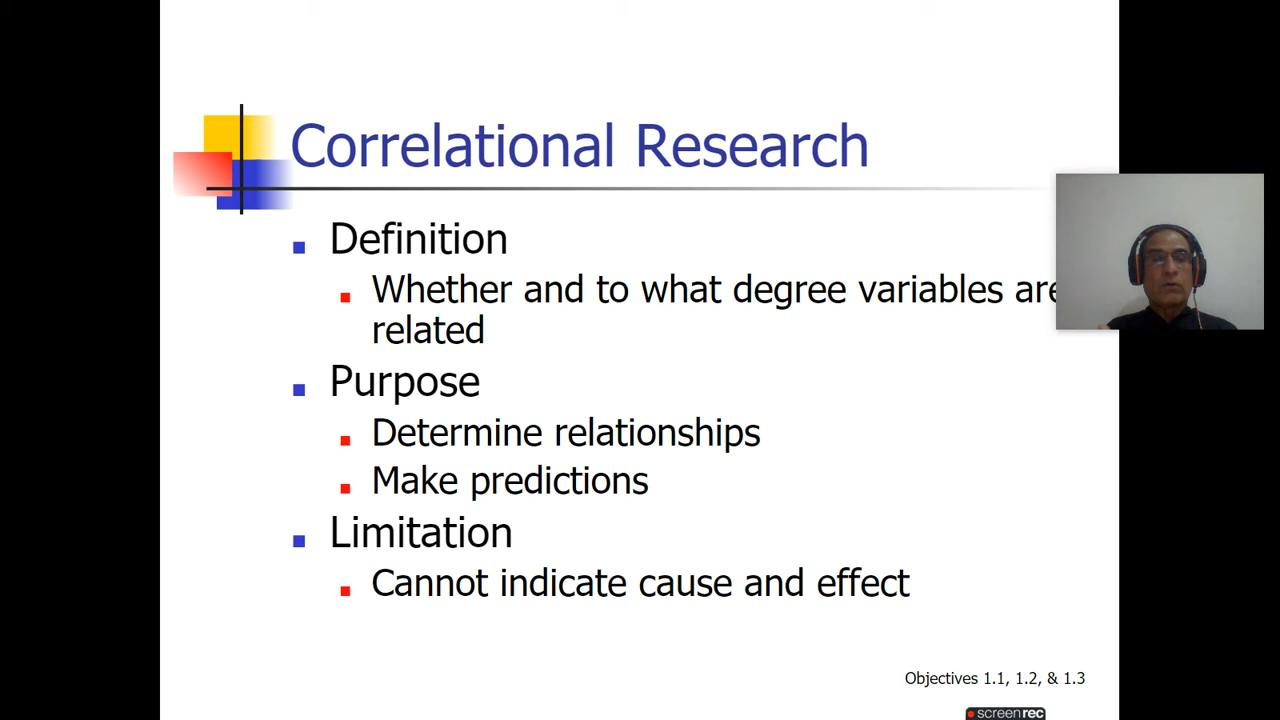 Correlational Research
Definition
Whether and to what degree variables are
related
Purpose
Determine relationships
Make predictions
Limitation
Cannot indicate cause and effect
Objectives 1.1, 1.2, & 1.3
screenrec